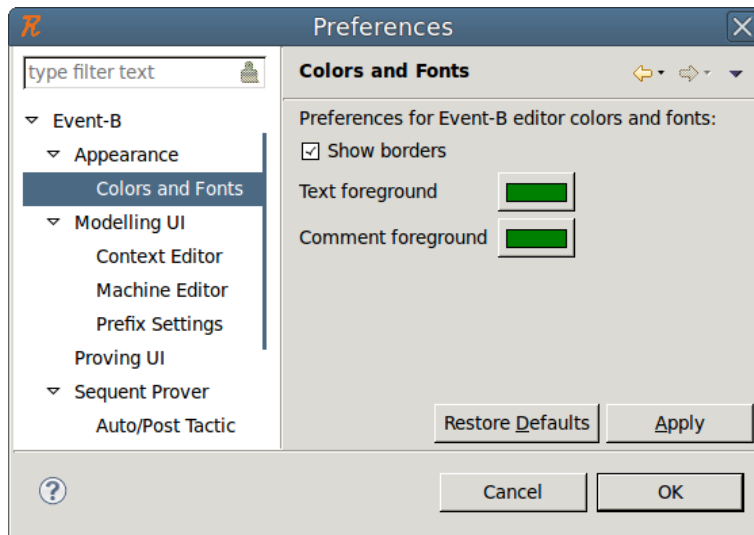 Preferences
type filter text
Colors and Fonts
Event-B
Appearance
Colors and Fonts
Modelling UI
Context Editor
Machine Editor
Prefix Settings
Proving UI
Sequent Prover
Auto/Post Tactic
Preferences for Event-B editor colors and fonts:
Show borders
Text foreground
Comment foreground
Restore Defaults
Apply
?
Cancel
OK